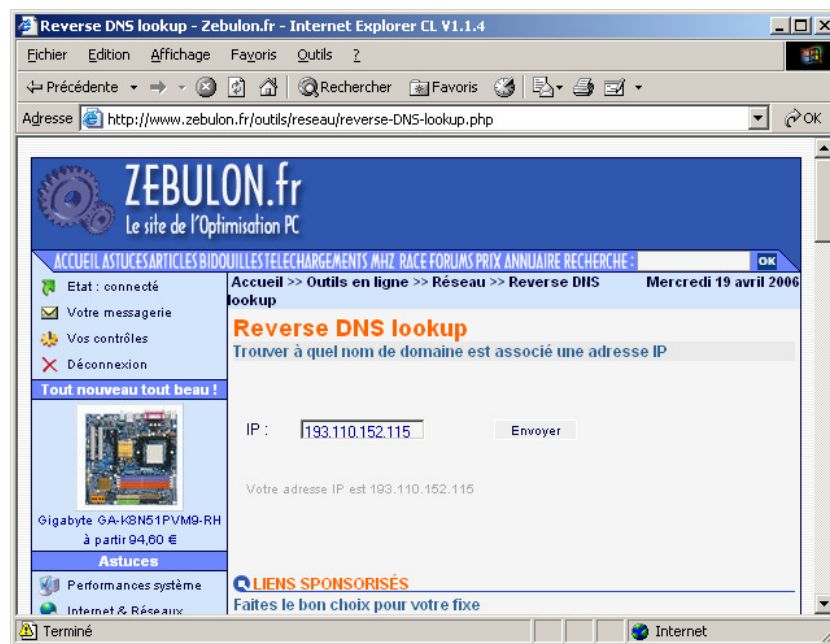 Reverse DNS lookup - Zebulon.fr - Internet Explorer CL V1.1.4
Fichier Edition Affichage Favoris Outils ?
Précédente Rechercher Favoris
Adresse http://www.zebulon.fr/outils/reseau/reverse-DNS-lookup.php OK
ZEBULON.fr
Le site de l'Optimisation PC
ACCUEIL ASTUCES ARTICLES BIDOUILLES TELECHARGEMENTS MHZ RACE FORUMS PRIX ANNUAIRE RECHERCHE : OK
Etat : connecté
Votre messagerie
Vos contrôles
Déconnexion
Tout nouveau tout beau !
Gigabyte GA-K8N51PVM9-RH
à partir 94,60 €
Astuces
Performances système
Internet & Réseaux
Accueil >> Outils en ligne >> Réseau >> Reverse DNS
lookup
Mercredi 19 avril 2006
Reverse DNS lookup
Trouver à quel nom de domaine est associé une adresse IP
IP : 193.110.152.115 Envoyer
Votre adresse IP est 193.110.152.115
LIENS SPONSORISÉS
Faites le bon choix pour votre fixe
Terminé Internet